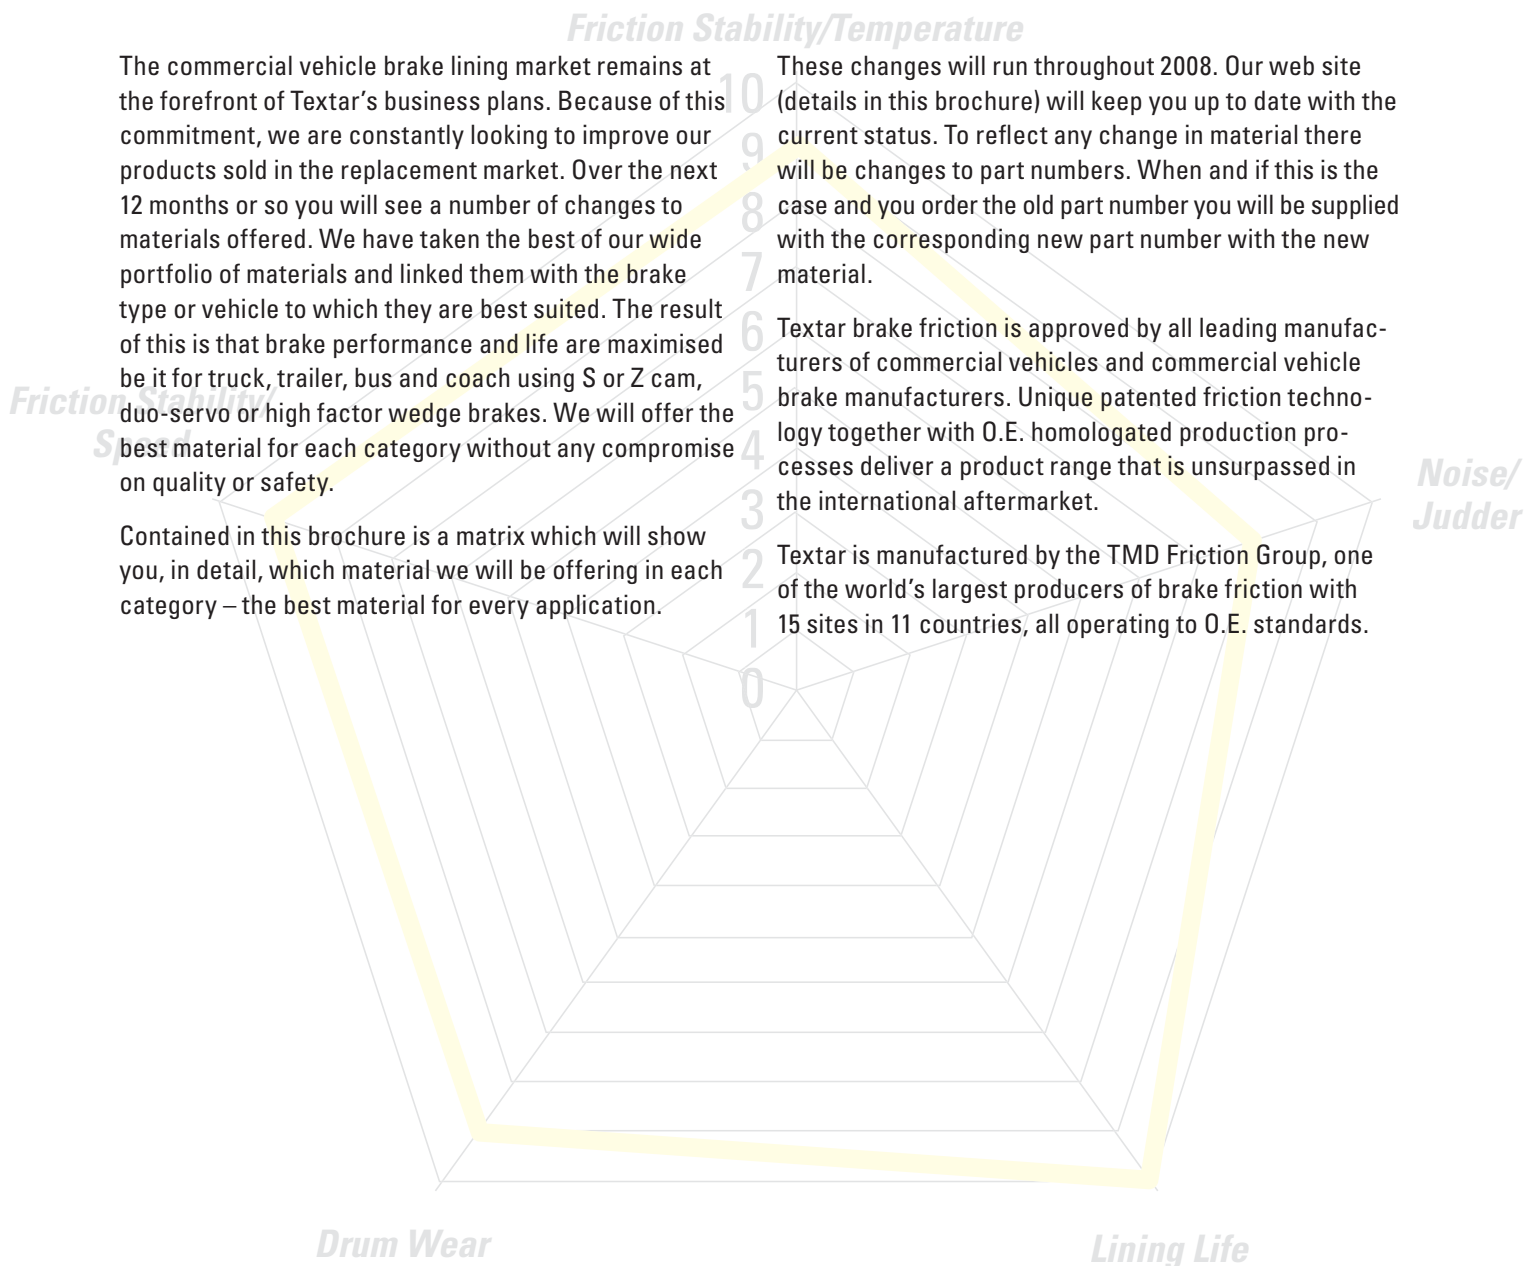 Friction Stability/Temperature
The commercial vehicle brake lining market remains at
the forefront of Textar's business plans. Because of this
commitment, we are constantly looking to improve our
products sold in the replacement market. Over the next
12 months or so you will see a number of changes to
materials offered. We have taken the best of our wide
portfolio of materials and linked them with the brake
type or vehicle to which they are best suited. The result
of this is that brake performance and life are maximised
be it for truck, trailer, bus and coach using S or Z cam,
duo-servo or high factor wedge brakes. We will offer the
best material for each category without any compromise
on quality or safety.
Contained in this brochure is a matrix which will show
you, in detail, which material we will be offering in each
category – the best material for every application.
These changes will run throughout 2008. Our web site
(details in this brochure) will keep you up to date with the
current status. To reflect any change in material there
will be changes to part numbers. When and if this is the
case and you order the old part number you will be supplied
with the corresponding new part number with the new
material.
Textar brake friction is approved by all leading manufac-
turers of commercial vehicles and commercial vehicle
brake manufacturers. Unique patented friction techno-
logy together with O.E. homologated production pro-
cesses deliver a product range that is unsurpassed in
the international aftermarket.
Textar is manufactured by the TMD Friction Group, one
of the world's largest producers of brake friction with
15 sites in 11 countries, all operating to O.E. standards.
10
9
8
7
6
5
4
3
2
1
0
Friction Stability/
Speed
Noise/
Judder
Drum Wear
Lining Life